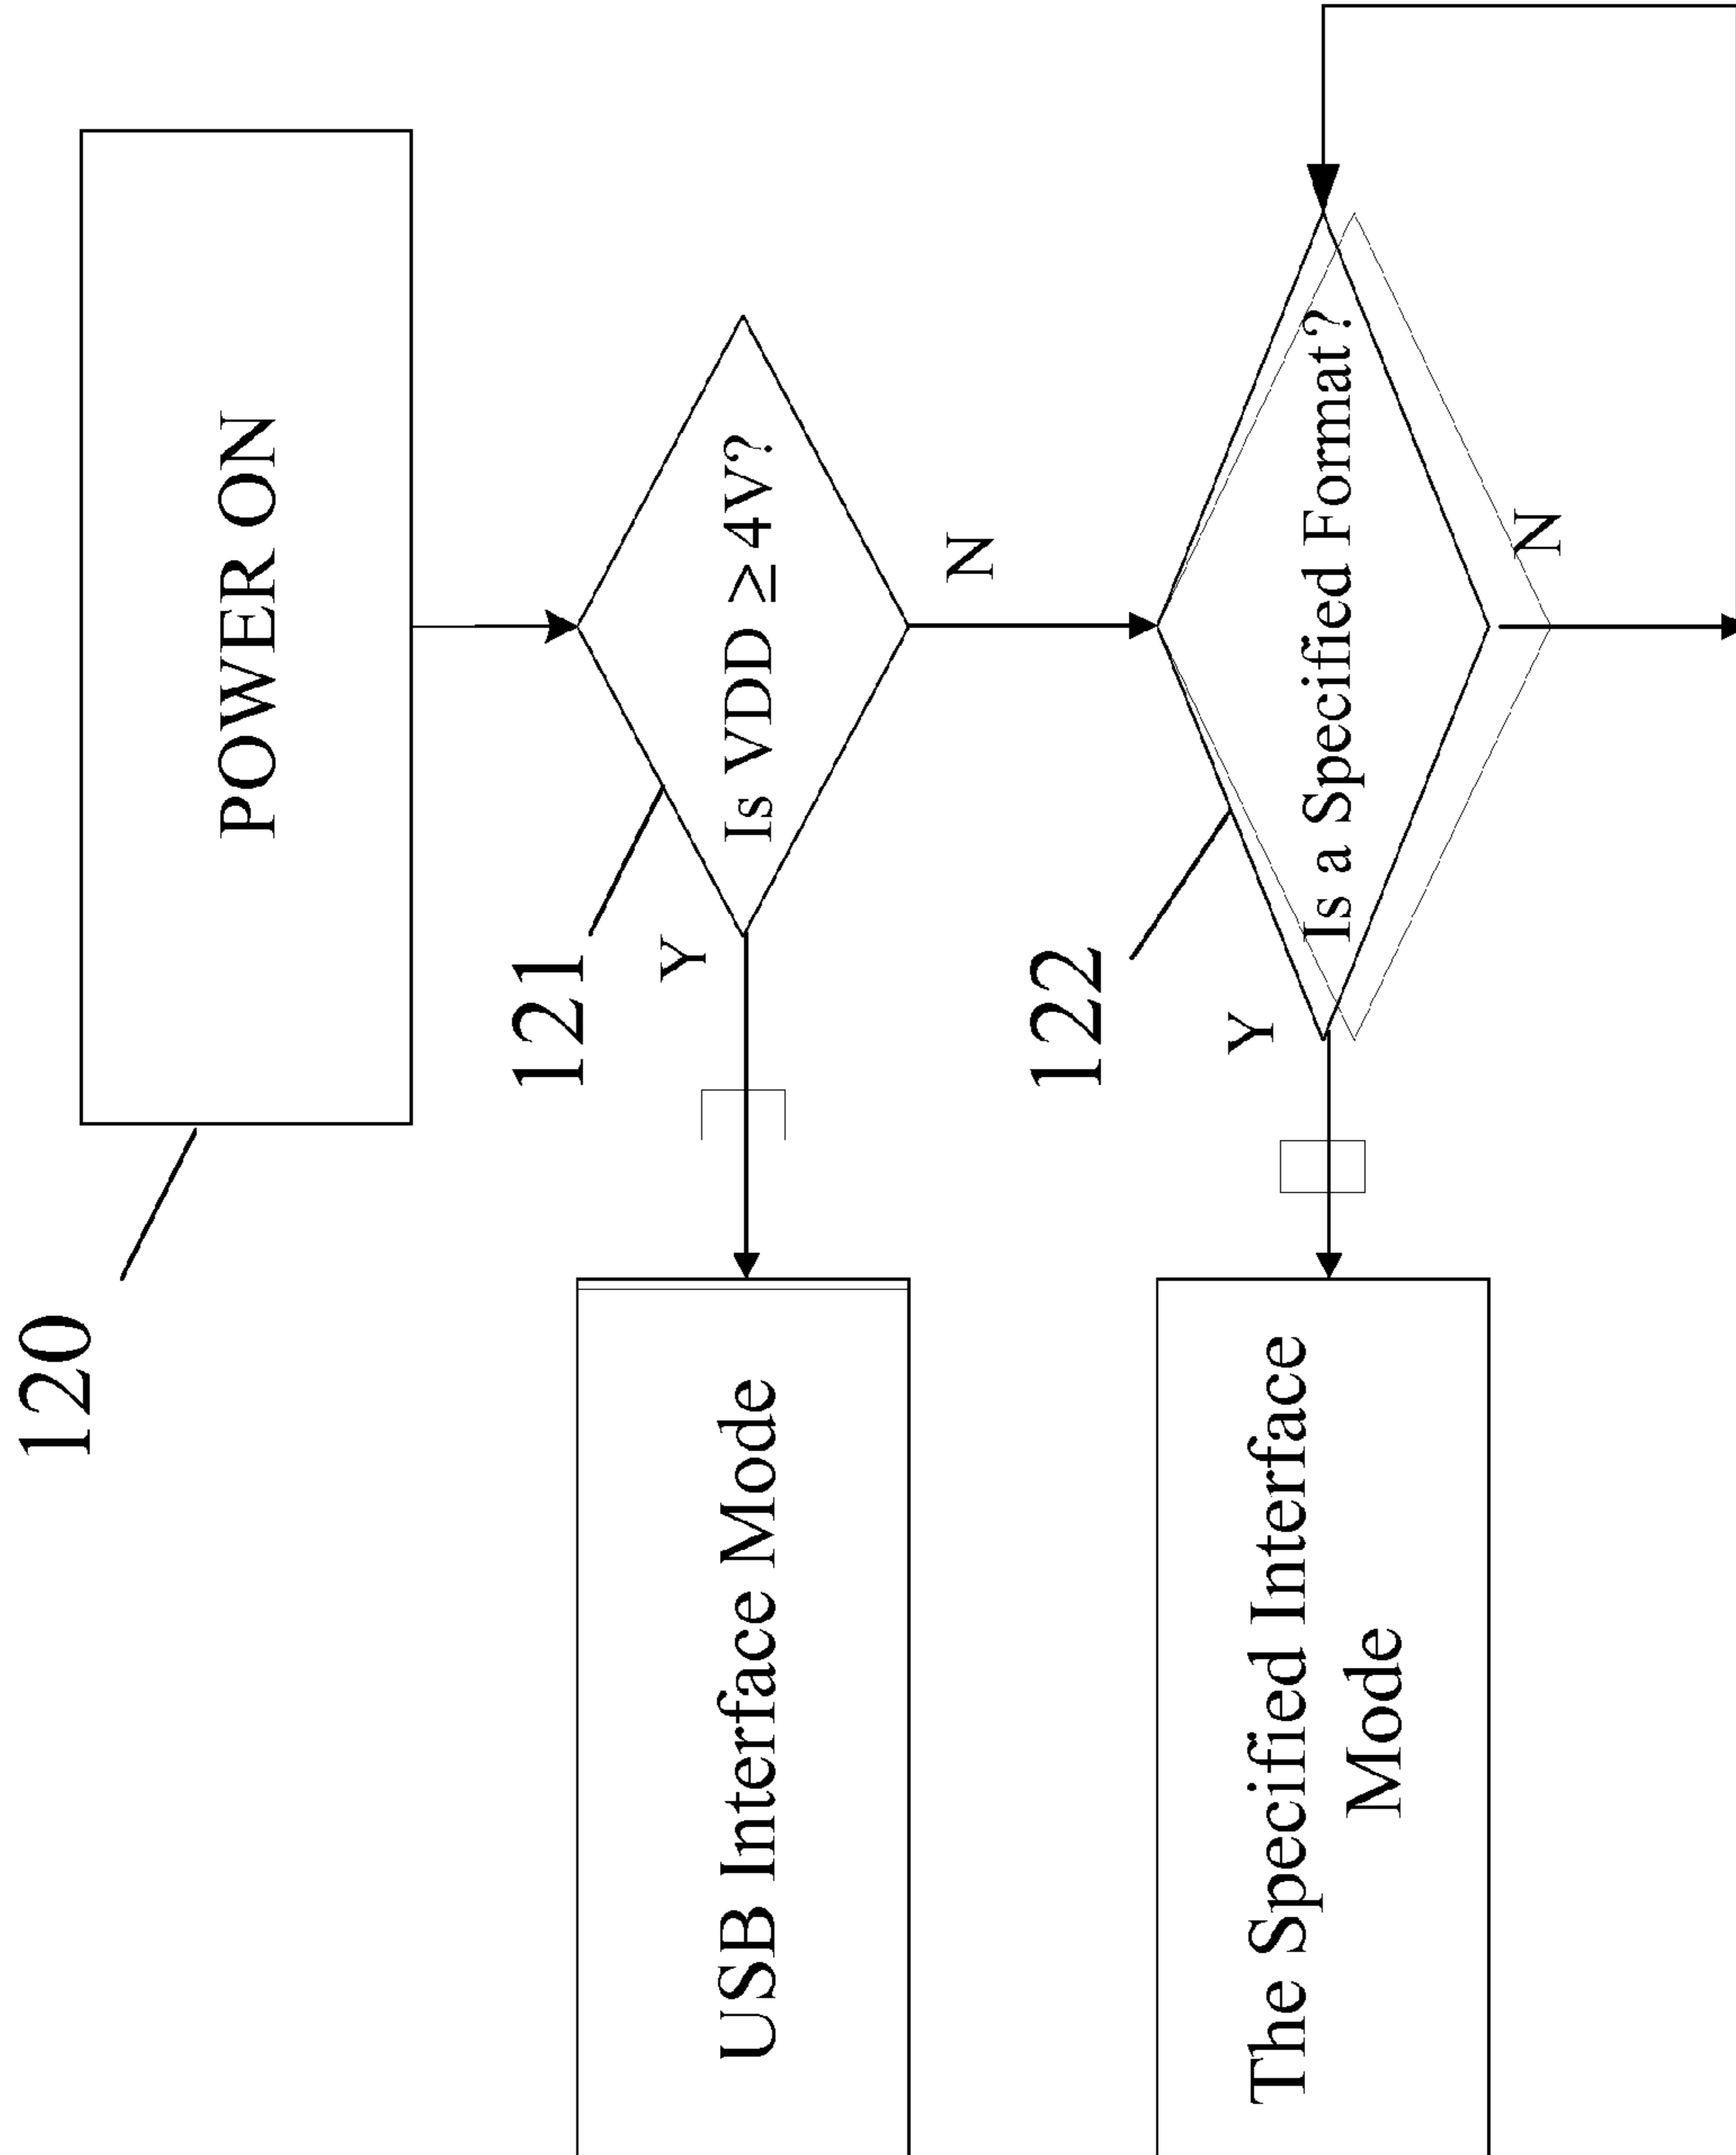 120
POWER ON
121
Is VDD ≥ 4V?
Y
N
USB Interface Mode
122
Is a Specified Format?
Y
N
The Specified Interface
Mode